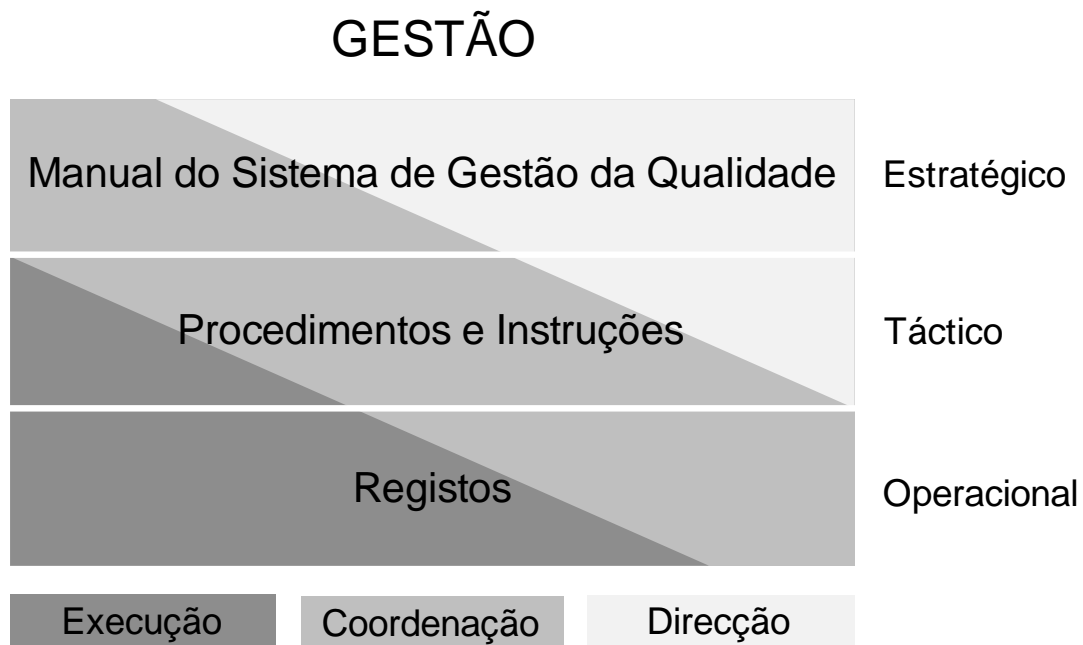 GESTÃO
Manual do Sistema de Gestão da Qualidade
Estratégico
Procedimentos e Instruções
Táctico
Registos
Operacional
Execução
Coordenação
Direcção